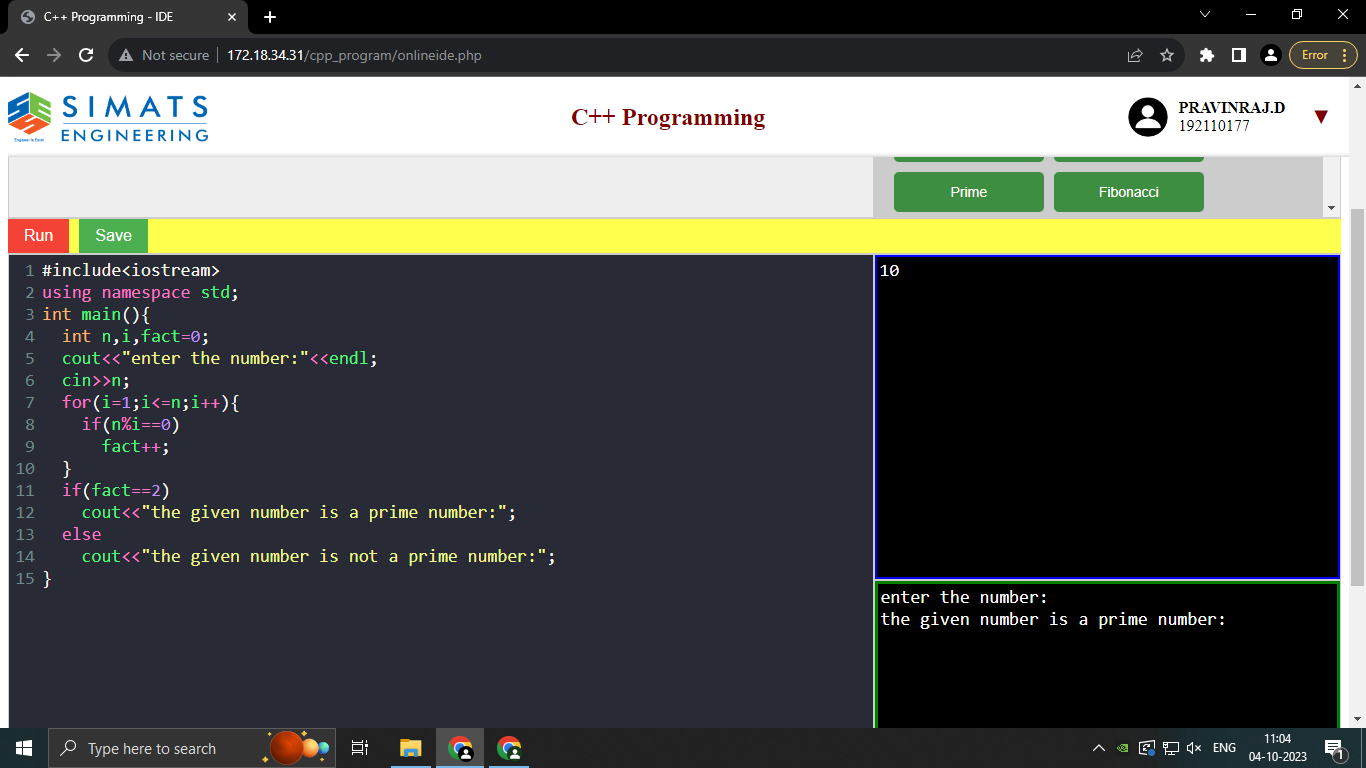 C++ Programming - IDE
Not secure 172.18.34.31/cpp_program/onlineide.php Error
SIMATS
ENGINEERING
Engineer to Excel
C++ Programming
PRAVINRAJ.D
192110177
Prime Fibonacci
Run Save
1 #include<iostream>
2 using namespace std;
3 int main(){
4 int n,i,fact=0;
5 cout<<"enter the number:"<<endl;
6 cin>>n;
7 for(i=1;i<=n;i++){
8 if(n%i==0)
9 fact++;
10 }
11 if(fact==2)
12 cout<<"the given number is a prime number:";
13 else
14 cout<<"the given number is not a prime number:";
15 }
10
enter the number:
the given number is a prime number:
Type here to search
ENG
11:04
04-10-2023
1